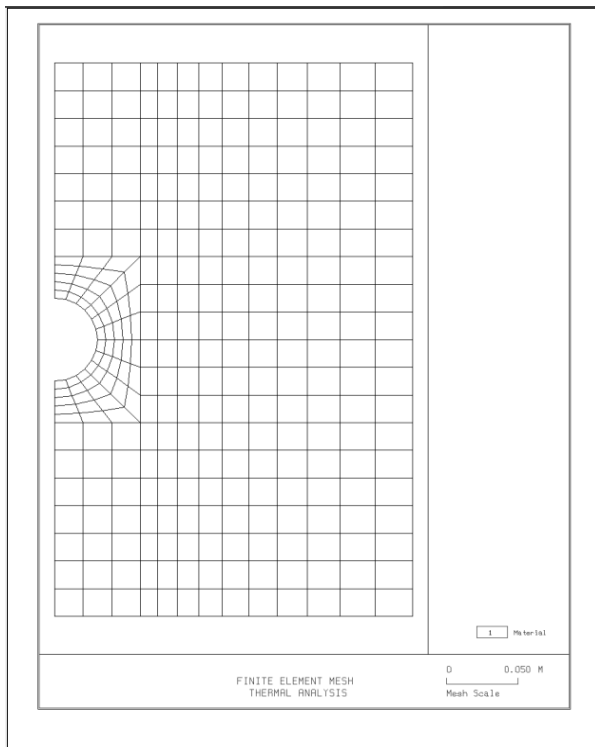 1 Material
FINITE ELEMENT MESH
THERMAL ANALYSIS
0 0.050 M
Mesh Scale